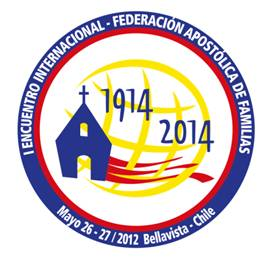 I ENCUENTRO INTERNACIONAL - FEDERACIÓN APOSTÓLICA DE FAMILIAS
1914
2014
Mayo 26 - 27 / 2012 Bellavista - Chile